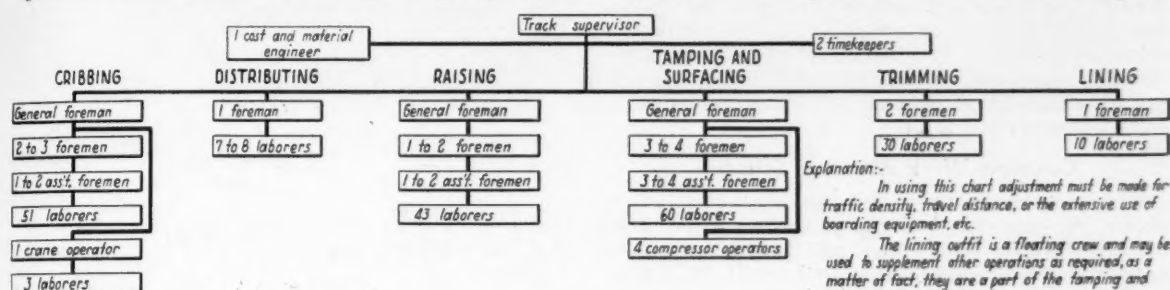 Track supervisor
1 cost and material
engineer
2 timekeepers
CRIBBING
General foreman
2 to 3 foremen
1 to 2 ass't. foremen
51 laborers
1 crane operator
3 laborers
DISTRIBUTING
1 foreman
7 to 8 laborers
RAISING
General foreman
1 to 2 foremen
1 to 2 ass't. foremen
43 laborers
TAMPING AND
SURFACING
General foreman
3 to 4 foremen
3 to 4 ass't. foremen
60 laborers
4 compressor operators
TRIMMING
2 foremen
30 laborers
LINING
1 foreman
10 laborers
Explanation:-
In using this chart adjustment must be made for
traffic density, travel distance, or the extensive use of
boarding equipment, etc.
The lining outfit is a floating crew and may be
used to supplement other operations as required, as a
matter of fact, they are a part of the tamping and